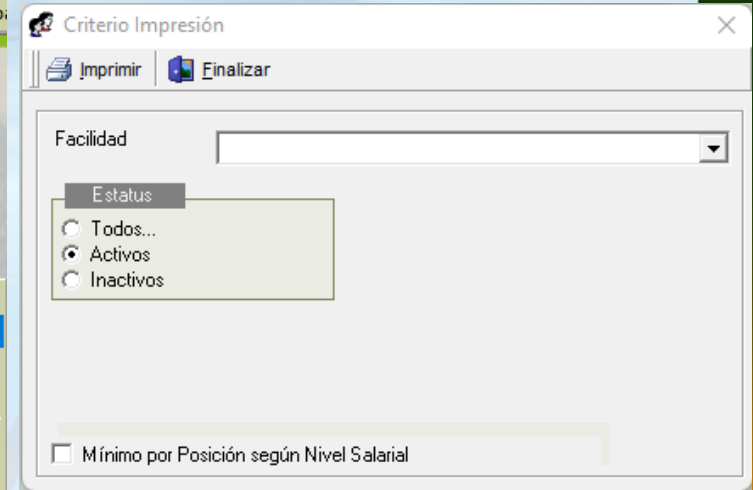 Criterio Impresión
Imprimir Finalizar
Facilidad
Estatus
Todos...
Activos
Inactivos
Mínimo por Posición según Nivel Salarial